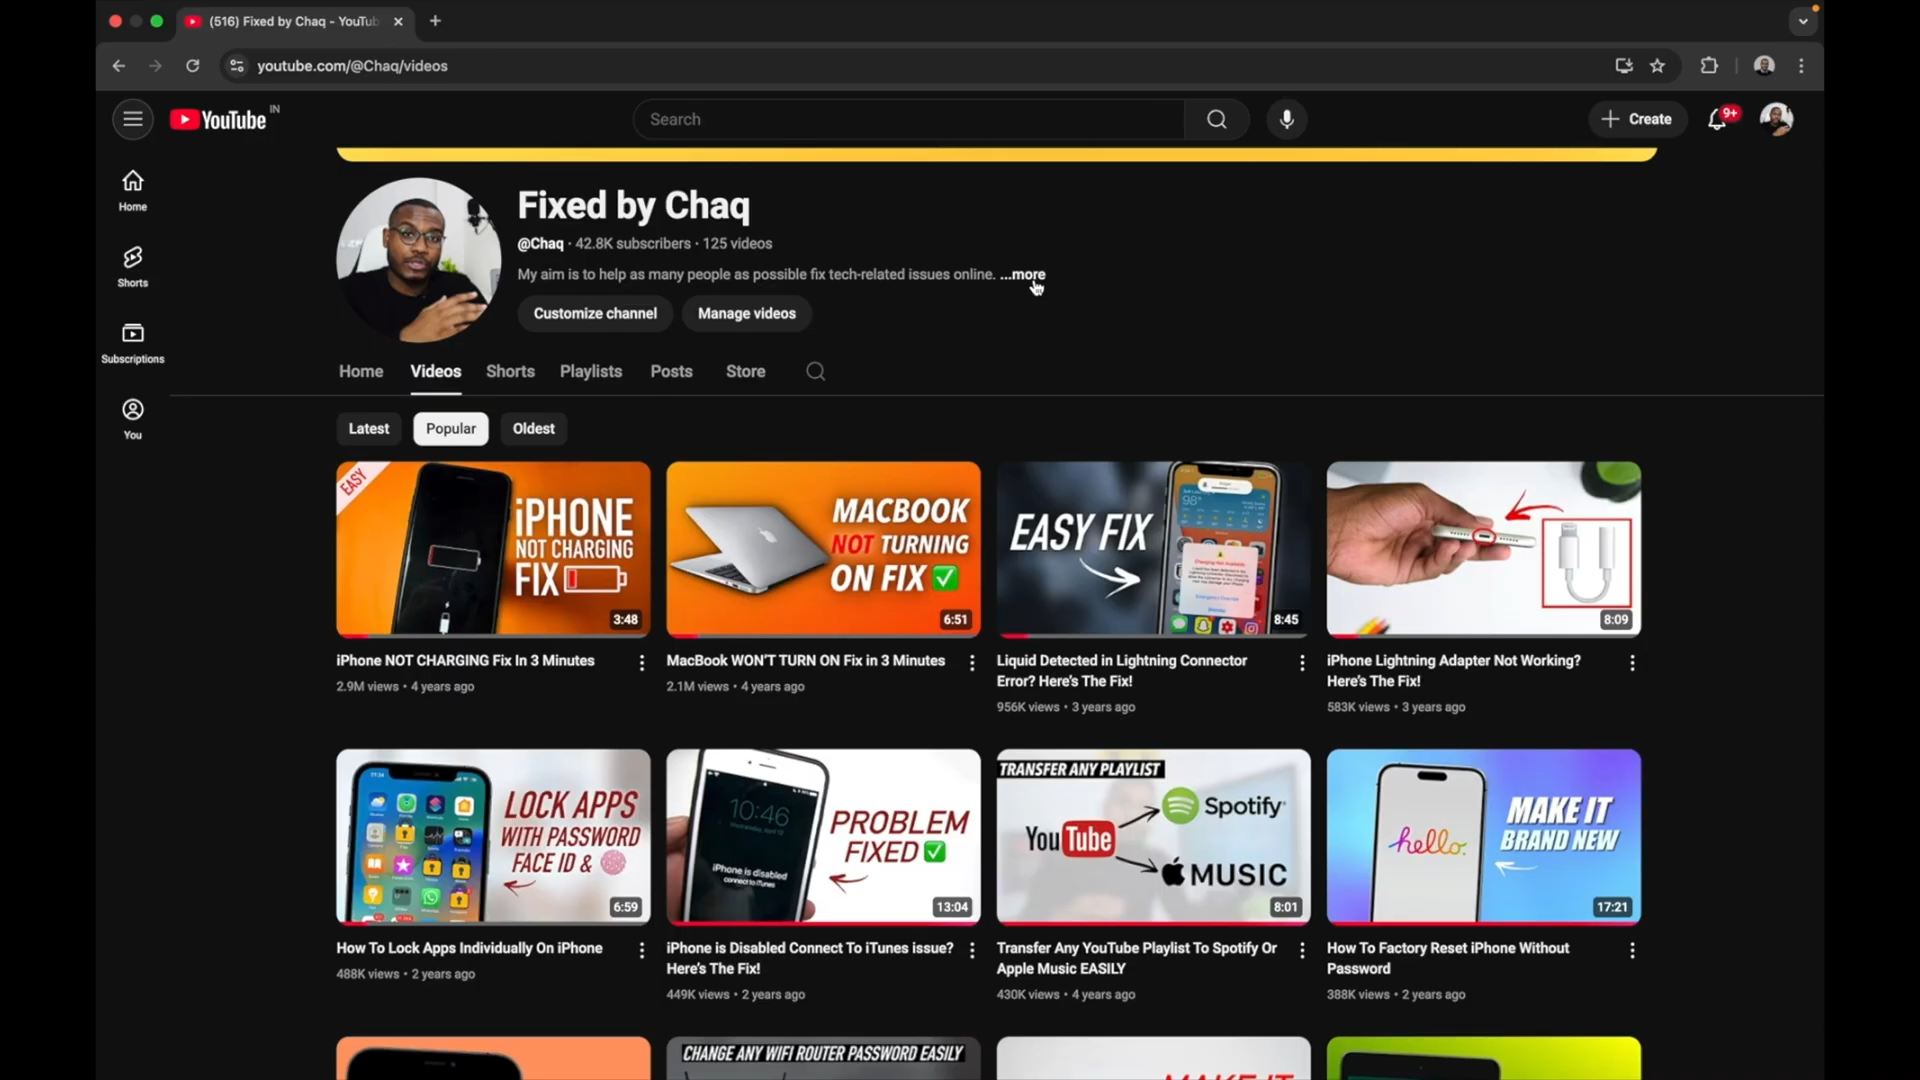 (516) Fixed by Chaq - YouTub
youtube.com/@Chaq/videos
YouTube IN
Search
Create
9+
Home
Shorts
Subscriptions
You
Fixed by Chaq
@Chaq · 42.8K subscribers · 125 videos
My aim is to help as many people as possible fix tech-related issues online. ...more
Customize channel
Manage videos
Home Videos Shorts Playlists Posts Store
Latest Popular Oldest
EASY
iPHONE
NOT CHARGING
FIX
3:48
MACBOOK
NOT TURNING
ON FIX
6:51
EASY FIX
98°
8:45
8:09
iPhone NOT CHARGING Fix In 3 Minutes
2.9M views • 4 years ago
MacBook WON'T TURN ON Fix in 3 Minutes
2.1M views • 4 years ago
Liquid Detected in Lightning Connector
Error? Here's The Fix!
956K views • 3 years ago
iPhone Lightning Adapter Not Working?
Here's The Fix!
583K views • 3 years ago
LOCK APPS
WITH PASSWORD
FACE ID &
6:59
10:46
iPhone is disabled
connect to iTunes
PROBLEM
FIXED
13:04
TRANSFER ANY PLAYLIST
YouTube
Spotify
MUSIC
8:01
hello.
MAKE IT
BRAND NEW
17:21
How To Lock Apps Individually On iPhone
488K views • 2 years ago
iPhone is Disabled Connect To iTunes issue?
Here's The Fix!
449K views • 2 years ago
Transfer Any YouTube Playlist To Spotify Or
Apple Music EASILY
430K views • 4 years ago
How To Factory Reset iPhone Without
Password
388K views • 2 years ago
CHANGE ANY WIFI ROUTER PASSWORD EASILY
MAKE IT